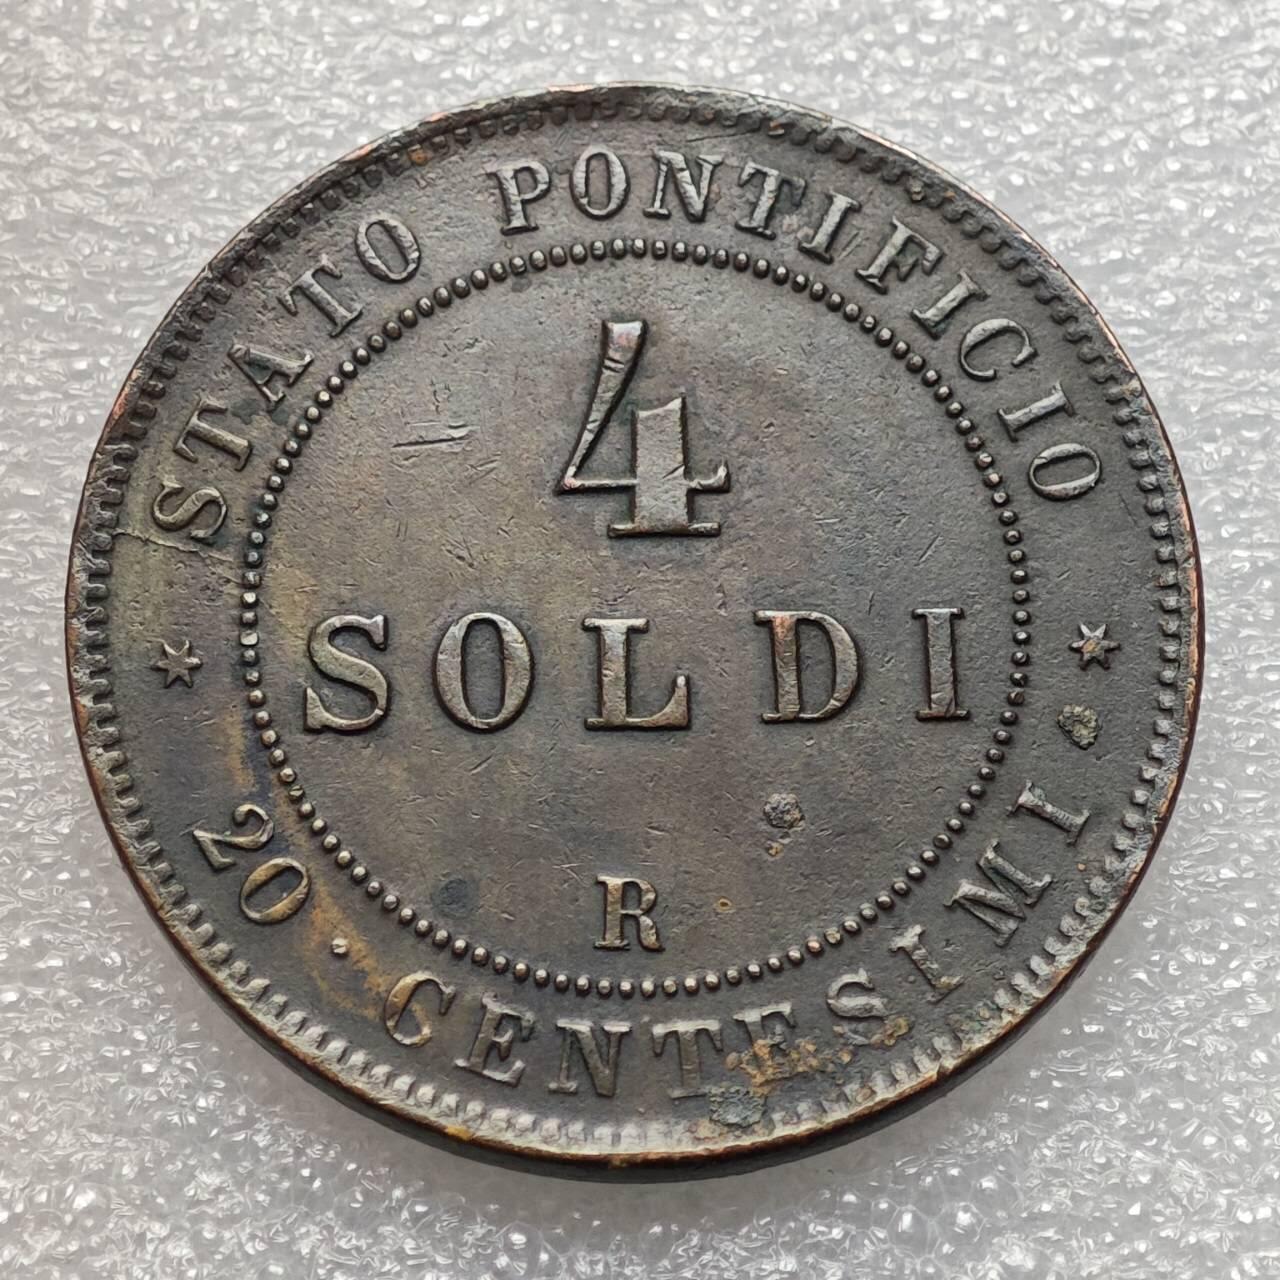 STATO PONTIFICIO
4
SOLDI
R
20 · CENTESIMI